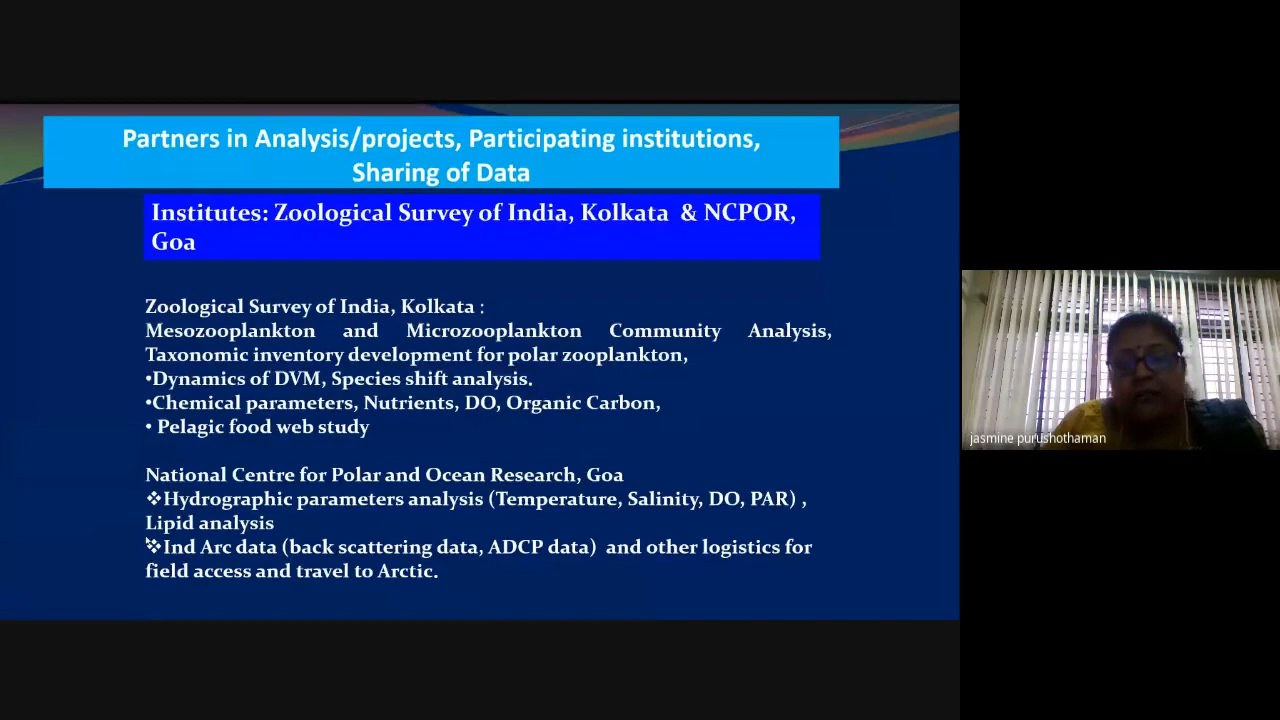 Partners in Analysis/projects, Participating institutions,
Sharing of Data
Institutes: Zoological Survey of India, Kolkata & NCPOR,
Goa
Zoological Survey of India, Kolkata :
Mesozooplankton and Microzooplankton Community Analysis,
Taxonomic inventory development for polar zooplankton,
•Dynamics of DVM, Species shift analysis.
•Chemical parameters, Nutrients, DO, Organic Carbon,
• Pelagic food web study
National Centre for Polar and Ocean Research, Goa
❖Hydrographic parameters analysis (Temperature, Salinity, DO, PAR) ,
Lipid analysis
❖Ind Arc data (back scattering data, ADCP data) and other logistics for
field access and travel to Arctic.
jasmine purushothaman